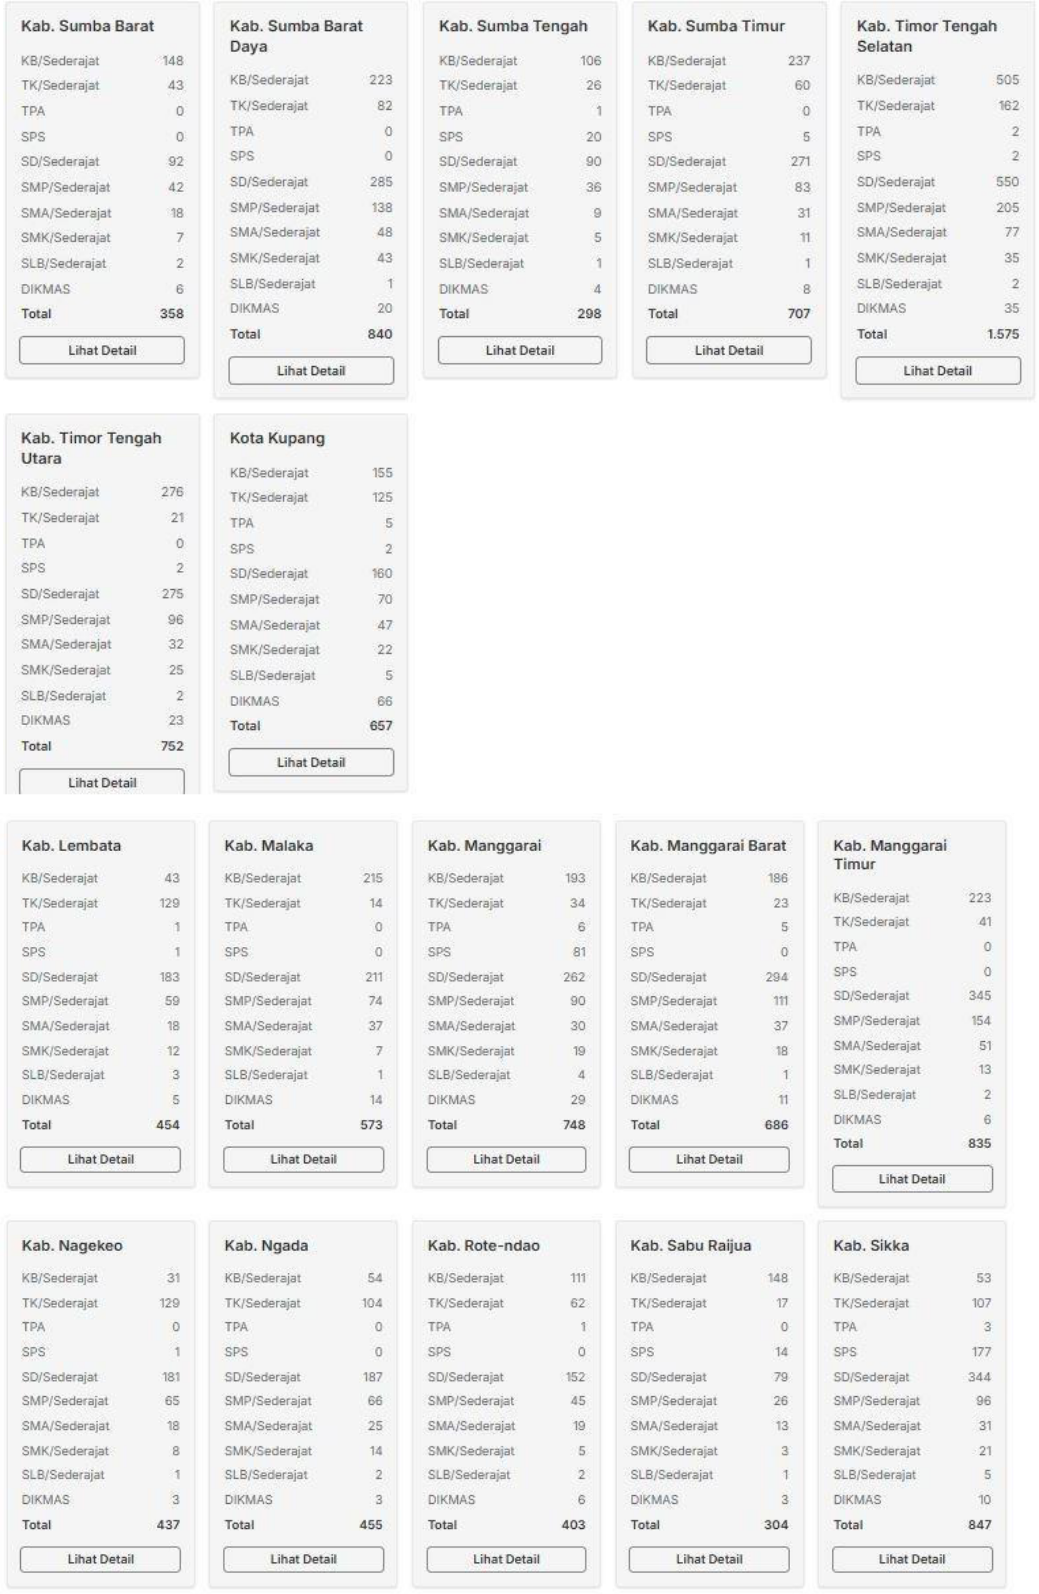 Kab. Sumba Barat
KB/Sederajat 148
TK/Sederajat 43
TPA 0
SPS 0
SD/Sederajat 92
SMP/Sederajat 42
SMA/Sederajat 18
SMK/Sederajat 7
SLB/Sederajat 2
DIKMAS 6
Total 358
Lihat Detail
Kab. Sumba Barat
Daya
KB/Sederajat 223
TK/Sederajat 82
TPA 0
SPS 0
SD/Sederajat 285
SMP/Sederajat 138
SMA/Sederajat 48
SMK/Sederajat 43
SLB/Sederajat 1
DIKMAS 20
Total 840
Lihat Detail
Kab. Sumba Tengah
KB/Sederajat 106
TK/Sederajat 26
TPA 1
SPS 20
SD/Sederajat 90
SMP/Sederajat 36
SMA/Sederajat 9
SMK/Sederajat 5
SLB/Sederajat 1
DIKMAS 4
Total 298
Lihat Detail
Kab. Sumba Timur
KB/Sederajat 237
TK/Sederajat 60
TPA 0
SPS 5
SD/Sederajat 271
SMP/Sederajat 83
SMA/Sederajat 31
SMK/Sederajat 11
SLB/Sederajat 1
DIKMAS 8
Total 707
Lihat Detail
Kab. Timor Tengah
Selatan
KB/Sederajat 505
TK/Sederajat 162
TPA 2
SPS 2
SD/Sederajat 550
SMP/Sederajat 205
SMA/Sederajat 77
SMK/Sederajat 35
SLB/Sederajat 2
DIKMAS 35
Total 1.575
Lihat Detail
Kab. Timor Tengah
Utara
KB/Sederajat 276
TK/Sederajat 21
TPA 0
SPS 2
SD/Sederajat 275
SMP/Sederajat 96
SMA/Sederajat 32
SMK/Sederajat 25
SLB/Sederajat 2
DIKMAS 23
Total 752
Lihat Detail
Kota Kupang
KB/Sederajat 155
TK/Sederajat 125
TPA 5
SPS 2
SD/Sederajat 160
SMP/Sederajat 70
SMA/Sederajat 47
SMK/Sederajat 22
SLB/Sederajat 5
DIKMAS 66
Total 657
Lihat Detail
Kab. Lembata
KB/Sederajat 43
TK/Sederajat 129
TPA 1
SPS 1
SD/Sederajat 183
SMP/Sederajat 59
SMA/Sederajat 18
SMK/Sederajat 12
SLB/Sederajat 3
DIKMAS 5
Total 454
Lihat Detail
Kab. Malaka
KB/Sederajat 215
TK/Sederajat 14
TPA 0
SPS 0
SD/Sederajat 211
SMP/Sederajat 74
SMA/Sederajat 37
SMK/Sederajat 7
SLB/Sederajat 1
DIKMAS 14
Total 573
Lihat Detail
Kab. Manggarai
KB/Sederajat 193
TK/Sederajat 34
TPA 6
SPS 81
SD/Sederajat 262
SMP/Sederajat 90
SMA/Sederajat 30
SMK/Sederajat 19
SLB/Sederajat 4
DIKMAS 29
Total 748
Lihat Detail
Kab. Manggarai Barat
KB/Sederajat 186
TK/Sederajat 23
TPA 5
SPS 0
SD/Sederajat 294
SMP/Sederajat 111
SMA/Sederajat 37
SMK/Sederajat 18
SLB/Sederajat 1
DIKMAS 11
Total 686
Lihat Detail
Kab. Manggarai
Timur
KB/Sederajat 223
TK/Sederajat 41
TPA 0
SPS 0
SD/Sederajat 345
SMP/Sederajat 154
SMA/Sederajat 51
SMK/Sederajat 13
SLB/Sederajat 2
DIKMAS 6
Total 835
Lihat Detail
Kab. Nagekeo
KB/Sederajat 31
TK/Sederajat 129
TPA 0
SPS 1
SD/Sederajat 181
SMP/Sederajat 65
SMA/Sederajat 18
SMK/Sederajat 8
SLB/Sederajat 1
DIKMAS 3
Total 437
Lihat Detail
Kab. Ngada
KB/Sederajat 54
TK/Sederajat 104
TPA 0
SPS 0
SD/Sederajat 187
SMP/Sederajat 66
SMA/Sederajat 25
SMK/Sederajat 14
SLB/Sederajat 2
DIKMAS 3
Total 455
Lihat Detail
Kab. Rote-ndao
KB/Sederajat 111
TK/Sederajat 62
TPA 1
SPS 0
SD/Sederajat 152
SMP/Sederajat 45
SMA/Sederajat 19
SMK/Sederajat 5
SLB/Sederajat 2
DIKMAS 6
Total 403
Lihat Detail
Kab. Sabu Raijua
KB/Sederajat 148
TK/Sederajat 17
TPA 0
SPS 14
SD/Sederajat 79
SMP/Sederajat 26
SMA/Sederajat 13
SMK/Sederajat 3
SLB/Sederajat 1
DIKMAS 3
Total 304
Lihat Detail
Kab. Sikka
KB/Sederajat 53
TK/Sederajat 107
TPA 3
SPS 177
SD/Sederajat 344
SMP/Sederajat 96
SMA/Sederajat 31
SMK/Sederajat 21
SLB/Sederajat 5
DIKMAS 10
Total 847
Lihat Detail